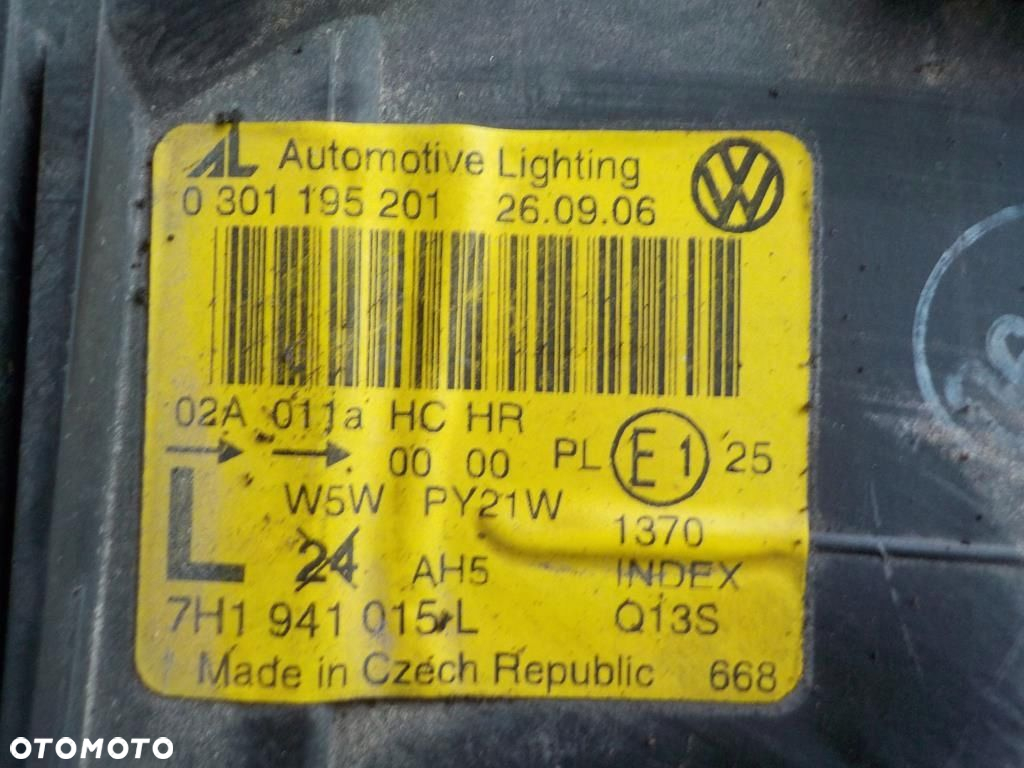 AL Automotive Lighting
0 301 195 201 26.09.06
02A 011a HC HR
00 00 PL E1 25
W5W PY21W
1370
L 24 AH5 INDEX
7H1 941 015 L Q13S
Made in Czech Republic 668
OTOMOTO